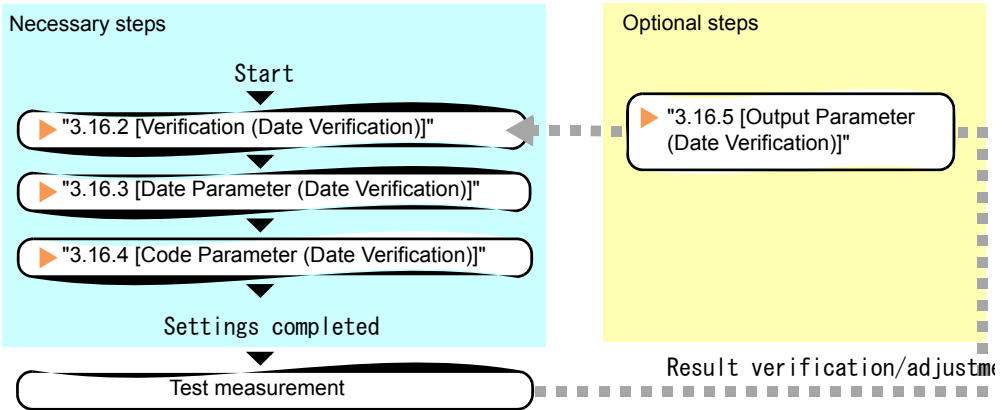 Necessary steps
Start
"3.16.2 [Verification (Date Verification)]"
"3.16.3 [Date Parameter (Date Verification)]"
"3.16.4 [Code Parameter (Date Verification)]"
Settings completed
Test measurement
Optional steps
"3.16.5 [Output Parameter
(Date Verification)]"
Result verification/adjustme